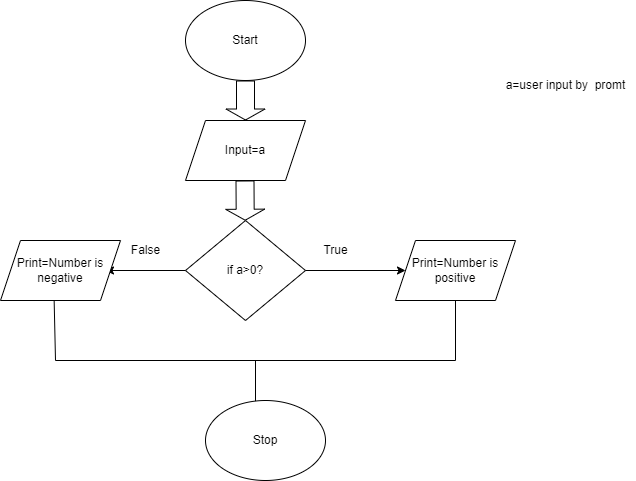 Start
a=user input by  promt
Input=a
False
True
Print=Number is
negative
if a>0?
Print=Number is
positive
Stop